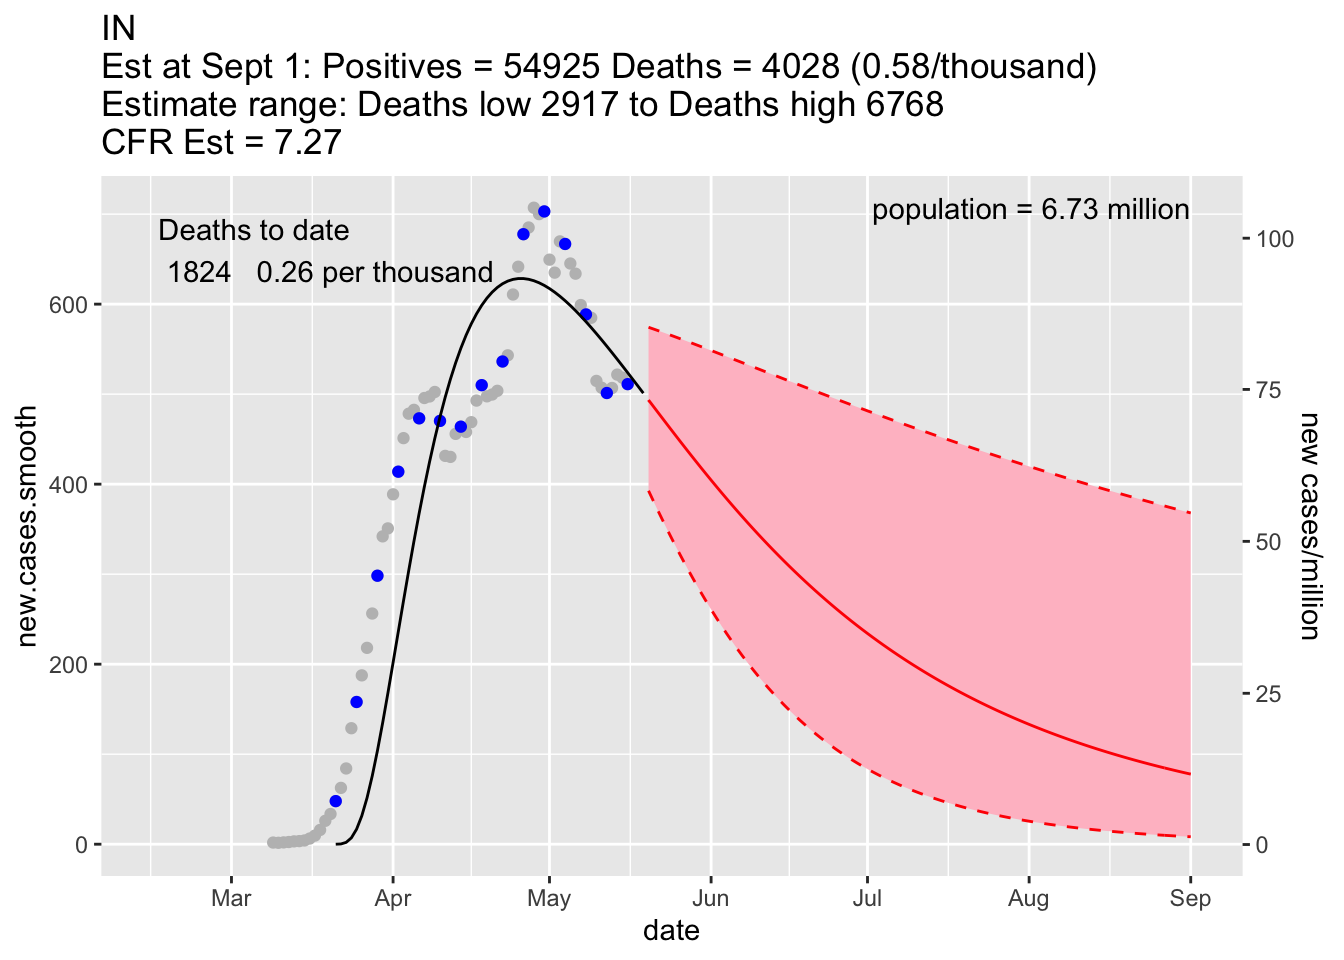 IN
Est at Sept 1: Positives = 54925 Deaths = 4028 (0.58/thousand)
Estimate range: Deaths low 2917 to Deaths high 6768
CFR Est = 7.27
Deaths to date
1824 0.26 per thousand
population = 6.73 million
new.cases.smooth
600
400
200
0
100
75
50
25
0
new cases/million
Mar Apr May Jun Jul Aug Sep
date